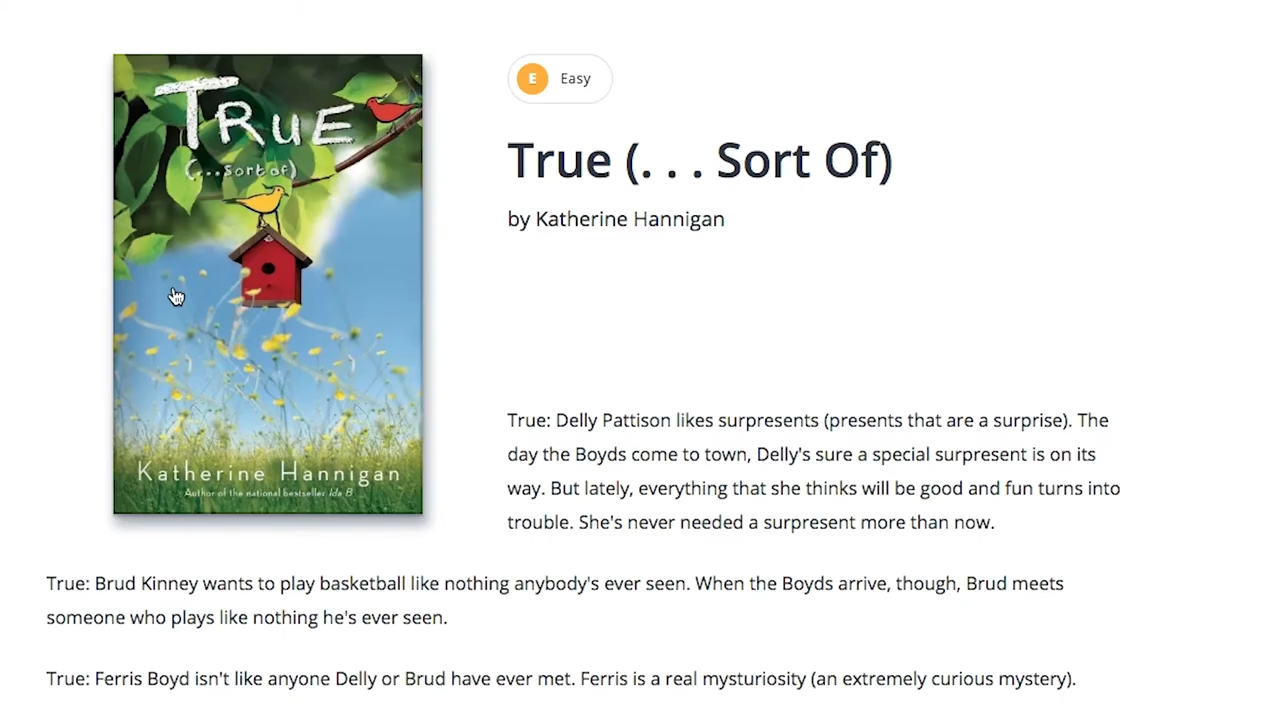 TRUE
(...sort of)
Katherine Hannigan
Author of the national bestseller Ida B
E Easy
True (. . . Sort Of)
by Katherine Hannigan
True: Delly Pattison likes surpresents (presents that are a surprise). The
day the Boyds come to town, Delly's sure a special surpresent is on its
way. But lately, everything that she thinks will be good and fun turns into
trouble. She's never needed a surpresent more than now.
True: Brud Kinney wants to play basketball like nothing anybody's ever seen. When the Boyds arrive, though, Brud meets
someone who plays like nothing he's ever seen.
True: Ferris Boyd isn't like anyone Delly or Brud have ever met. Ferris is a real mysturiosity (an extremely curious mystery).